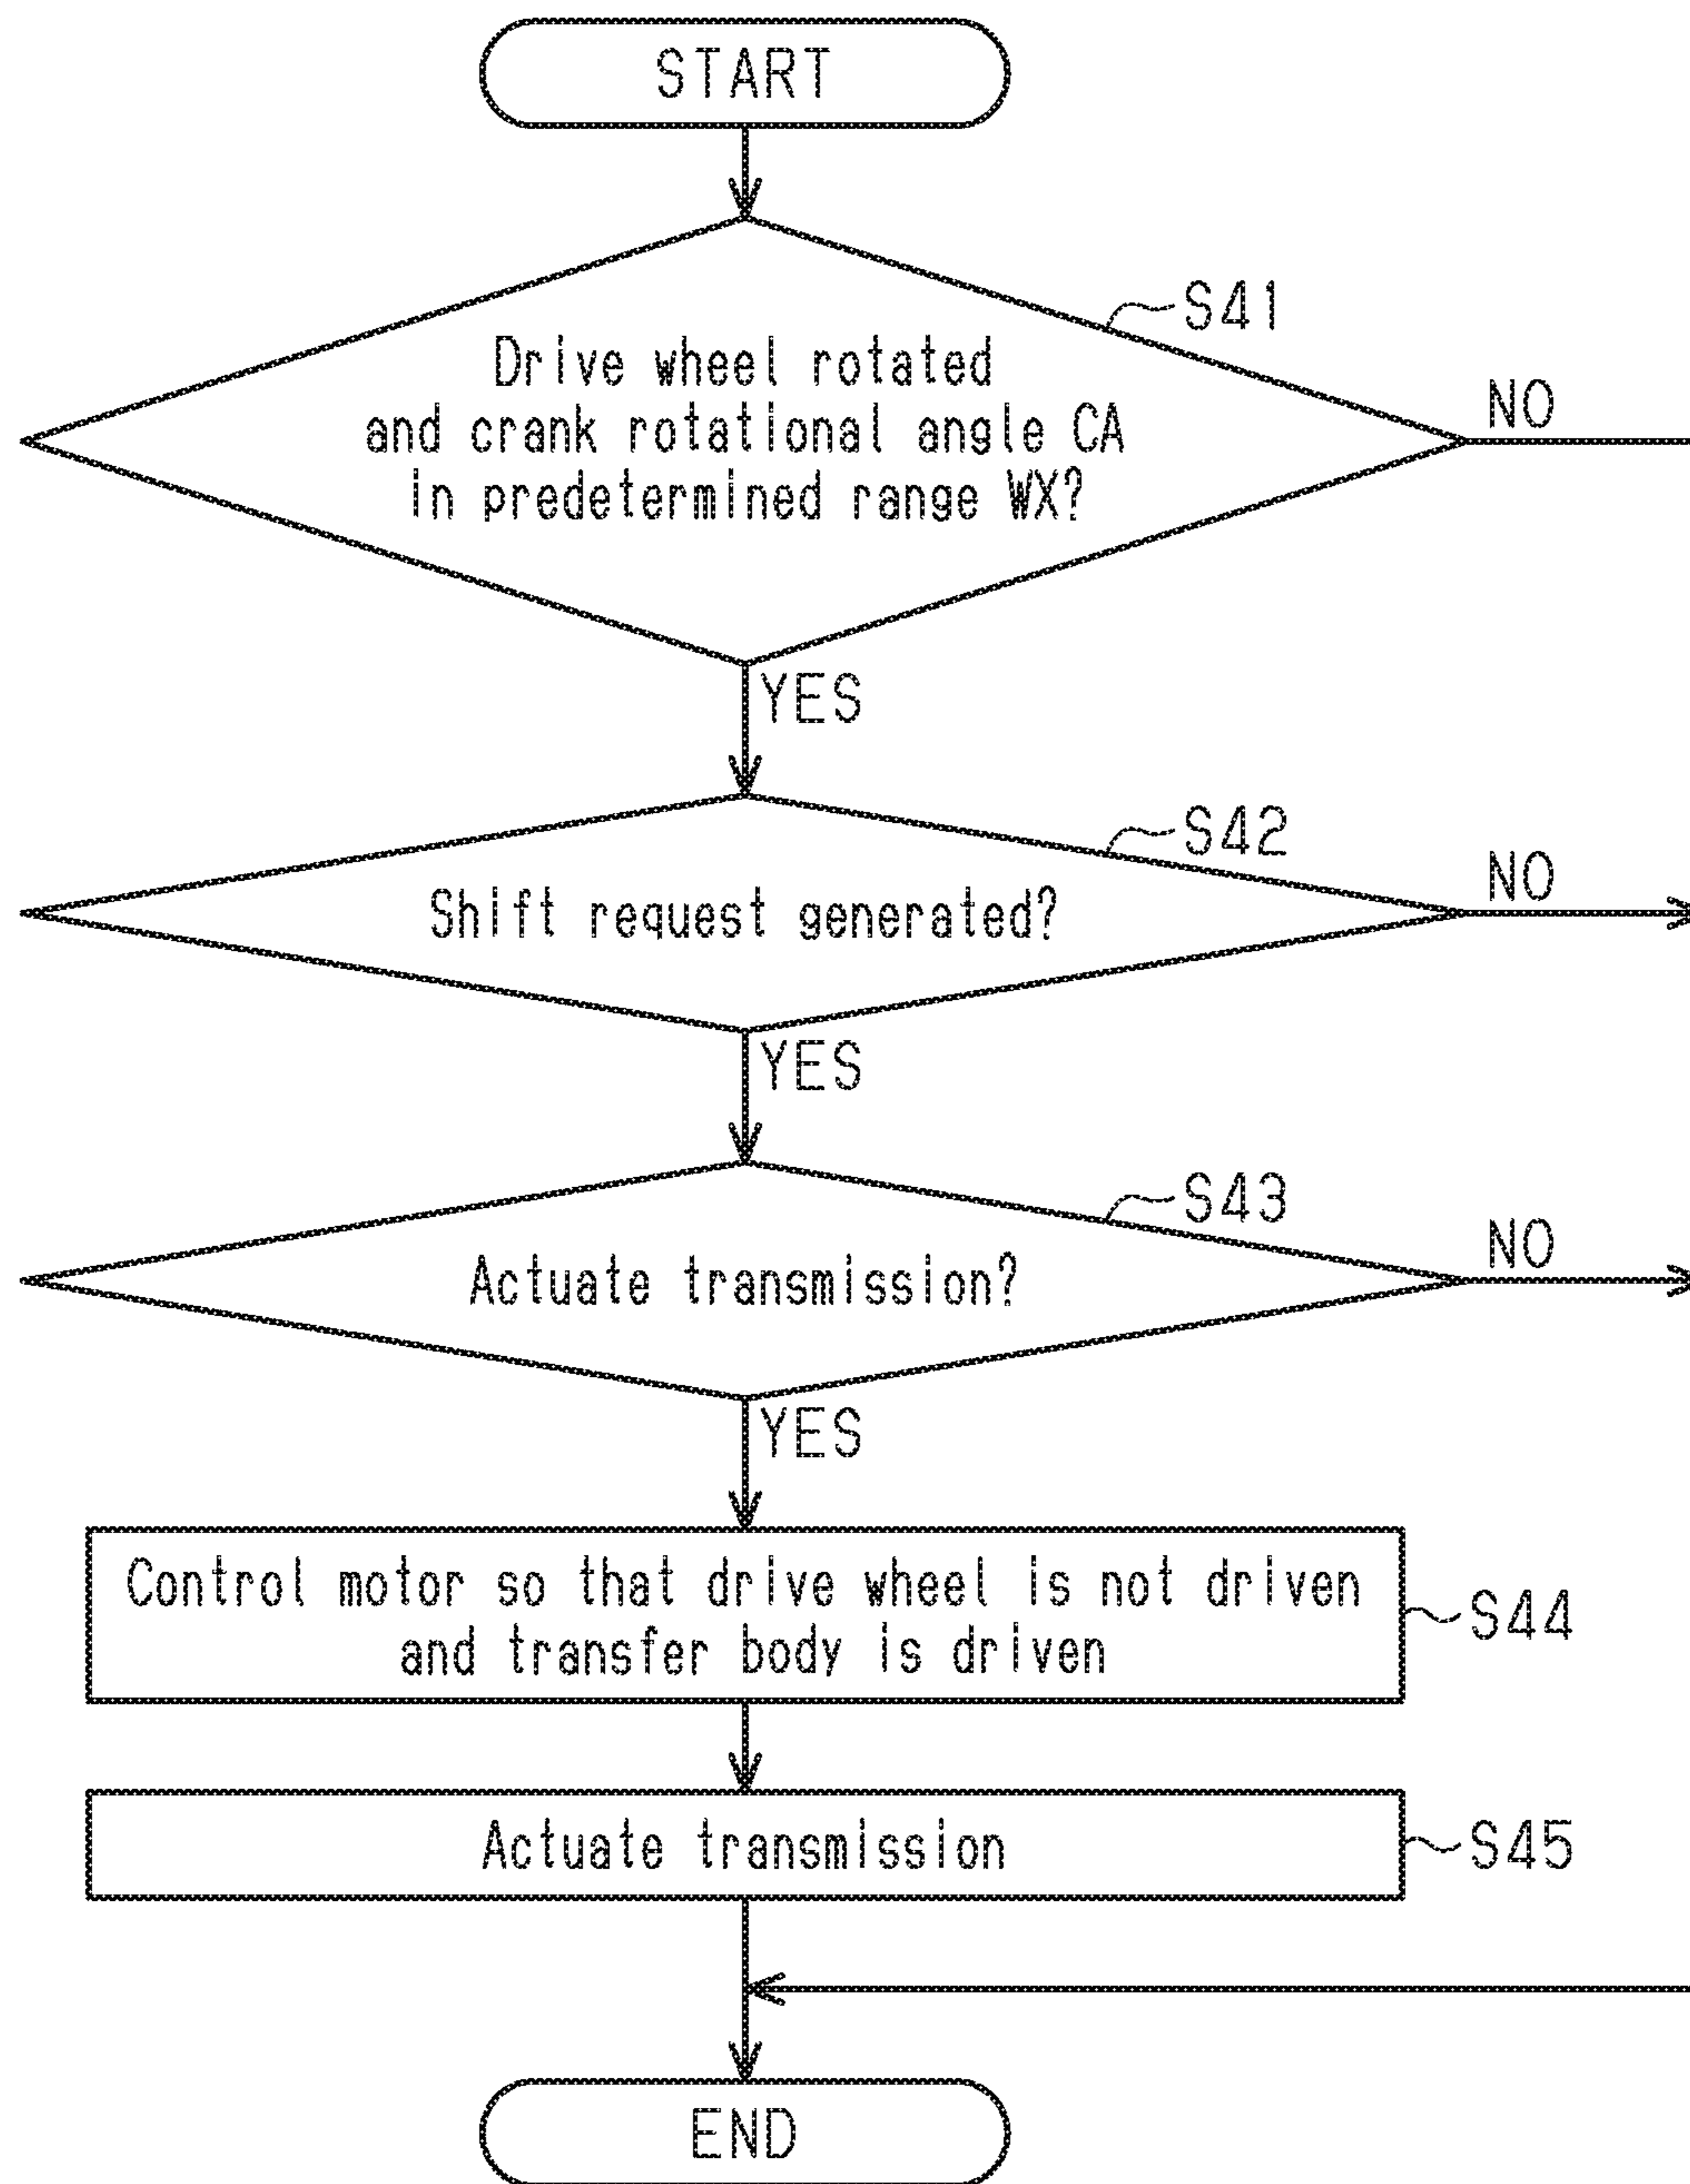 START
S41
Drive wheel rotated
and crank rotational angle CA
in predetermined range WX?
NO
YES
S42
Shift request generated?
NO
YES
S43
Actuate transmission?
NO
YES
Control motor so that drive wheel is not driven
and transfer body is driven
S44
Actuate transmission
S45
END